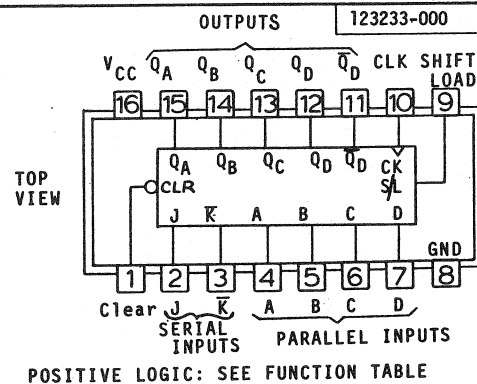 OUTPUTS
123233-000
VCC QA QB QC QD Q̅D CLK SHIFT
LOAD
16 15 14 13 12 11 10 9
QA QB QC QD Q̅D CK
CLR S/L
TOP
VIEW
J K̅ A B C D
GND
1 2 3 4 5 6 7 8
Clear J K̅ A B C D
SERIAL
INPUTS
PARALLEL INPUTS
POSITIVE LOGIC: SEE FUNCTION TABLE